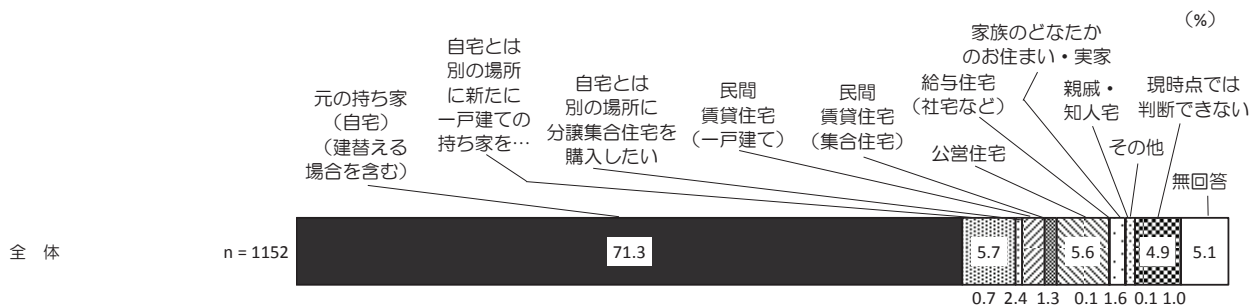 （%）
元の持ち家
（自宅）
（建替える
場合を含む）
自宅とは
別の場所
に新たに
一戸建ての
持ち家を…
自宅とは
別の場所に
分譲集合住宅を
購入したい
民間
賃貸住宅
（一戸建て）
民間
賃貸住宅
（集合住宅）
公営住宅
給与住宅
（社宅など）
家族のどなたか
のお住まい・実家
親戚・
知人宅
その他
現時点では
判断できない
無回答
全　体 n = 1152 71.3 5.7 5.6 4.9 5.1
0.7 2.4 1.3 0.1 1.6 0.1 1.0